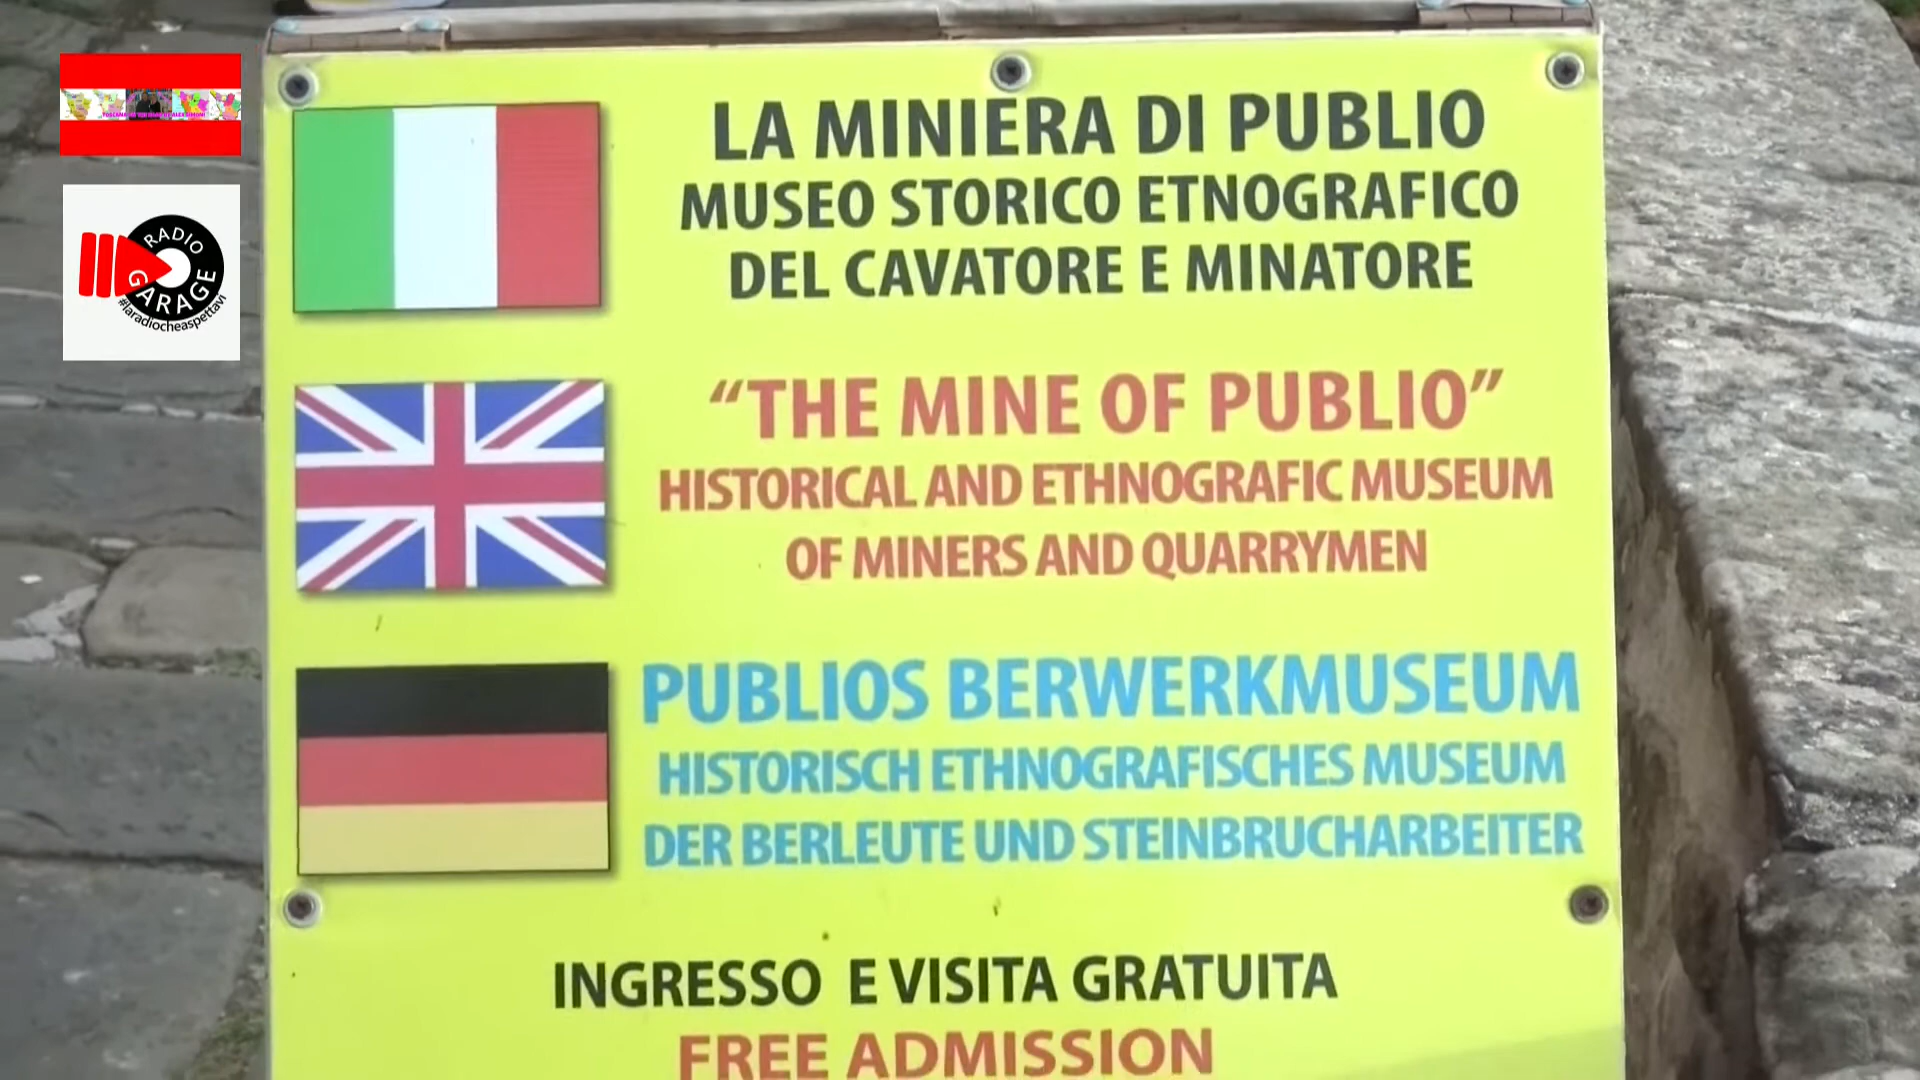 RADIO
GARAGE
#laradiocheaspettavi
LA MINIERA DI PUBLIO
MUSEO STORICO ETNOGRAFICO
DEL CAVATORE E MINATORE
“THE MINE OF PUBLIO”
HISTORICAL AND ETHNOGRAFIC MUSEUM
OF MINERS AND QUARRYMEN
PUBLIOS BERWERKMUSEUM
HISTORISCH ETHNOGRAFISCHES MUSEUM
DER BERLEUTE UND STEINBRUCHARBEITER
INGRESSO E VISITA GRATUITA
FREE ADMISSION